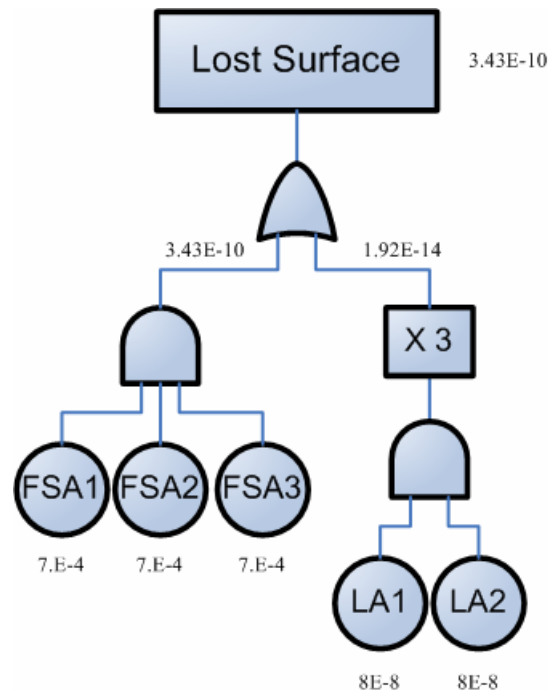 Lost Surface
3.43E-10
3.43E-10
1.92E-14
X 3
FSA1
FSA2
FSA3
7.E-4
7.E-4
7.E-4
LA1
LA2
8E-8
8E-8